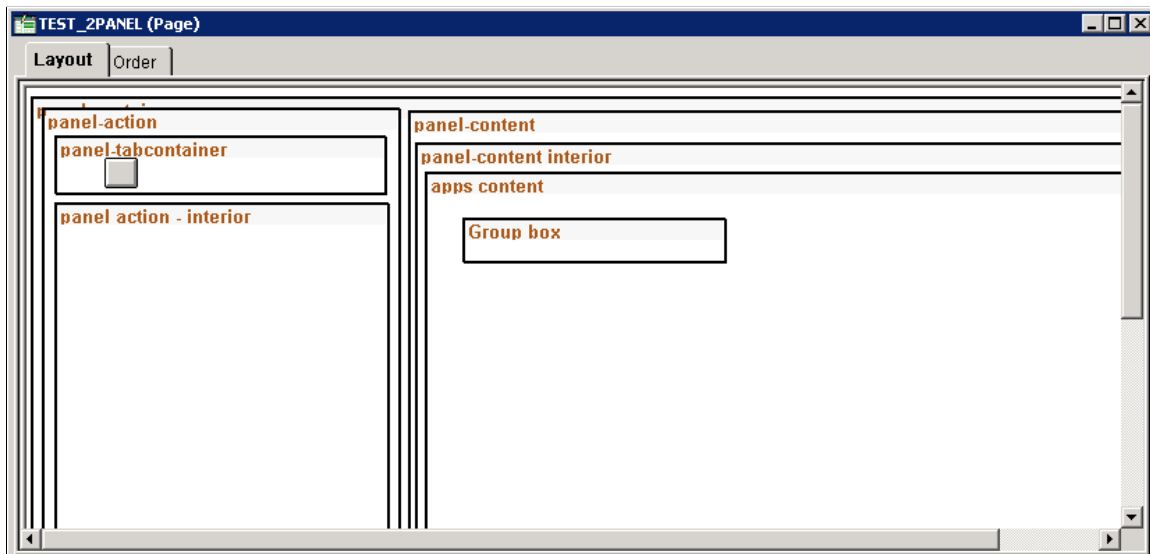 TEST_2PANEL (Page)
Layout
Order
panel-action
panel-tabcontainer
panel action - interior
panel-content
panel-content interior
apps content
Group box